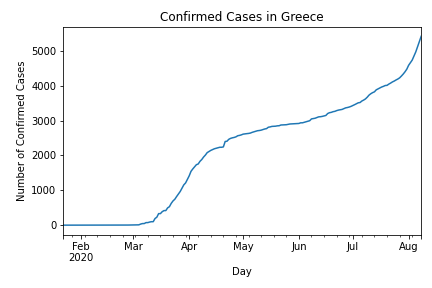 Confirmed Cases in Greece
Number of Confirmed Cases
5000
4000
3000
2000
1000
0
Feb Mar Apr May Jun Jul Aug
2020
Day